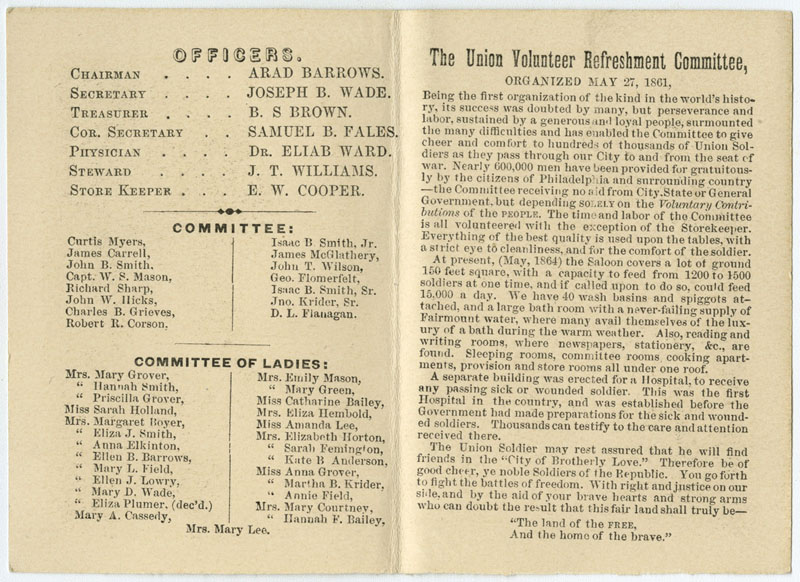 OFFICERS.
CHAIRMAN . . . . ARAD BARROWS.
SECRETARY . . . . JOSEPH B. WADE.
TREASURER . . . . B. S BROWN.
COR. SECRETARY . . SAMUEL B. FALES.
PHYSICIAN . . . . DR. ELIAB WARD.
STEWARD . . . . J. T. WILLIAMS.
STORE KEEPER . . . E. W. COOPER.
COMMITTEE:
Curtis Myers,
James Carrell,
John B. Smith,
Capt. W. S. Mason,
Richard Sharp,
John W. Hicks,
Charles B. Grieves,
Robert R. Corson,
Isaac B Smith, Jr.
James McGlathery,
John T. Wilson,
Geo. Flomerfelt,
Isaac B. Smith, Sr.
Jno. Krider, Sr.
D. L. Flanagan.
COMMITTEE OF LADIES:
Mrs. Mary Grover,
" Hannah Smith,
" Priscilla Grover,
Miss Sarah Holland,
Mrs. Margaret Boyer,
" Eliza J. Smith,
" Anna Elkinton,
" Ellen B. Barrows,
" Mary L. Field,
" Ellen J. Lowry,
" Mary D. Wade,
" Eliza Plumer. (dec'd.)
Mary A. Cassedy,
Mrs. Emily Mason,
" Mary Green,
Miss Catharine Bailey,
Mrs. Eliza Hembold,
Miss Amanda Lee,
Mrs. Elizabeth Horton,
" Sarah Femington,
" Kate B Anderson,
Miss Anna Grover,
" Martha B. Krider,
" Annie Field,
Mrs. Mary Courtney,
" Hannah F. Bailey,
Mrs. Mary Lee.
The Union Volunteer Refreshment Committee,
ORGANIZED MAY 27, 1861,
Being the first organization of the kind in the world's histo-
ry, its success was doubted by many, but perseverance and
labor, sustained by a generous and loyal people, surmounted
the many difficulties and has enabled the Committee to give
cheer and comfort to hundreds of thousands of Union Sol-
diers as they pass through our City to and from the seat of
war. Nearly 600,000 men have been provided for gratuitous-
ly by the citizens of Philadelphia and surrounding country
—the Committee receiving no aid from City, State or General
Government, but depending SOLELY on the Voluntary Contri-
butions of the PEOPLE. The time and labor of the Committee
is all volunteered with the exception of the Storekeeper.
Everything of the best quality is used upon the tables, with
a strict eye to cleanliness, and for the comfort of the soldier.
At present, (May, 1864) the Saloon covers a lot of ground
150 feet square, with a capacity to feed from 1200 to 1500
soldiers at one time, and if called upon to do so, could feed
15,000 a day. We have 40 wash basins and spiggots at-
tached, and a large bath room with a never-failing supply of
Fairmount water, where many avail themselves of the lux-
ury of a bath during the warm weather. Also, reading and
writing rooms, where newspapers, stationery, &c., are
found. Sleeping rooms, committee rooms, cooking apart-
ments, provision and store rooms all under one roof.
A separate building was erected for a Hospital, to receive
any passing sick or wounded soldier. This was the first
Hospital in the country, and was established before the
Government had made preparations for the sick and wound-
ed soldiers. Thousands can testify to the care and attention
received there.
The Union Soldier may rest assured that he will find
friends in the "City of Brotherly Love." Therefore be of
good cheer, ye noble Soldiers of the Republic. You go forth
to fight the battles of freedom. With right and justice on our
side, and by the aid of your brave hearts and strong arms
who can doubt the result that this fair land shall truly be—
"The land of the FREE,
And the home of the brave."